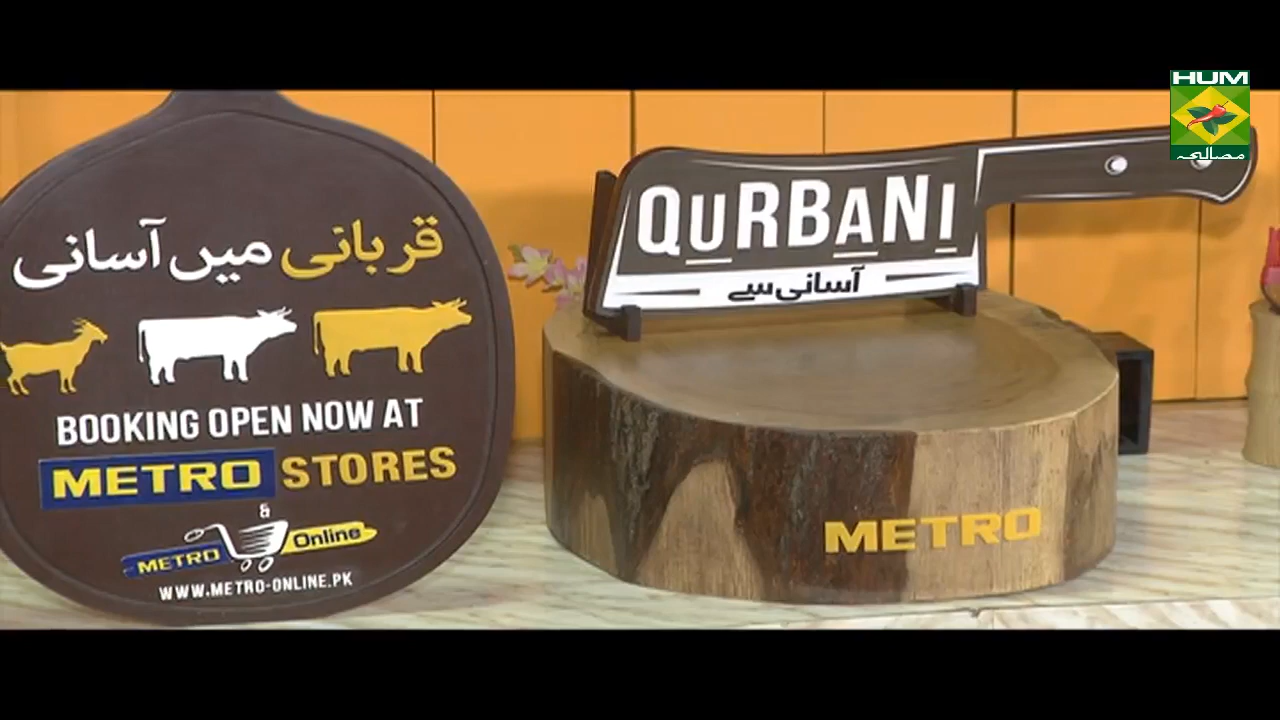 قربانی میں آسانی
BOOKING OPEN NOW AT
METRO STORES
&
METRO Online
WWW.METRO-ONLINE.PK
QURBANI
آسانی سے
METRO
HUM
مصالحہ